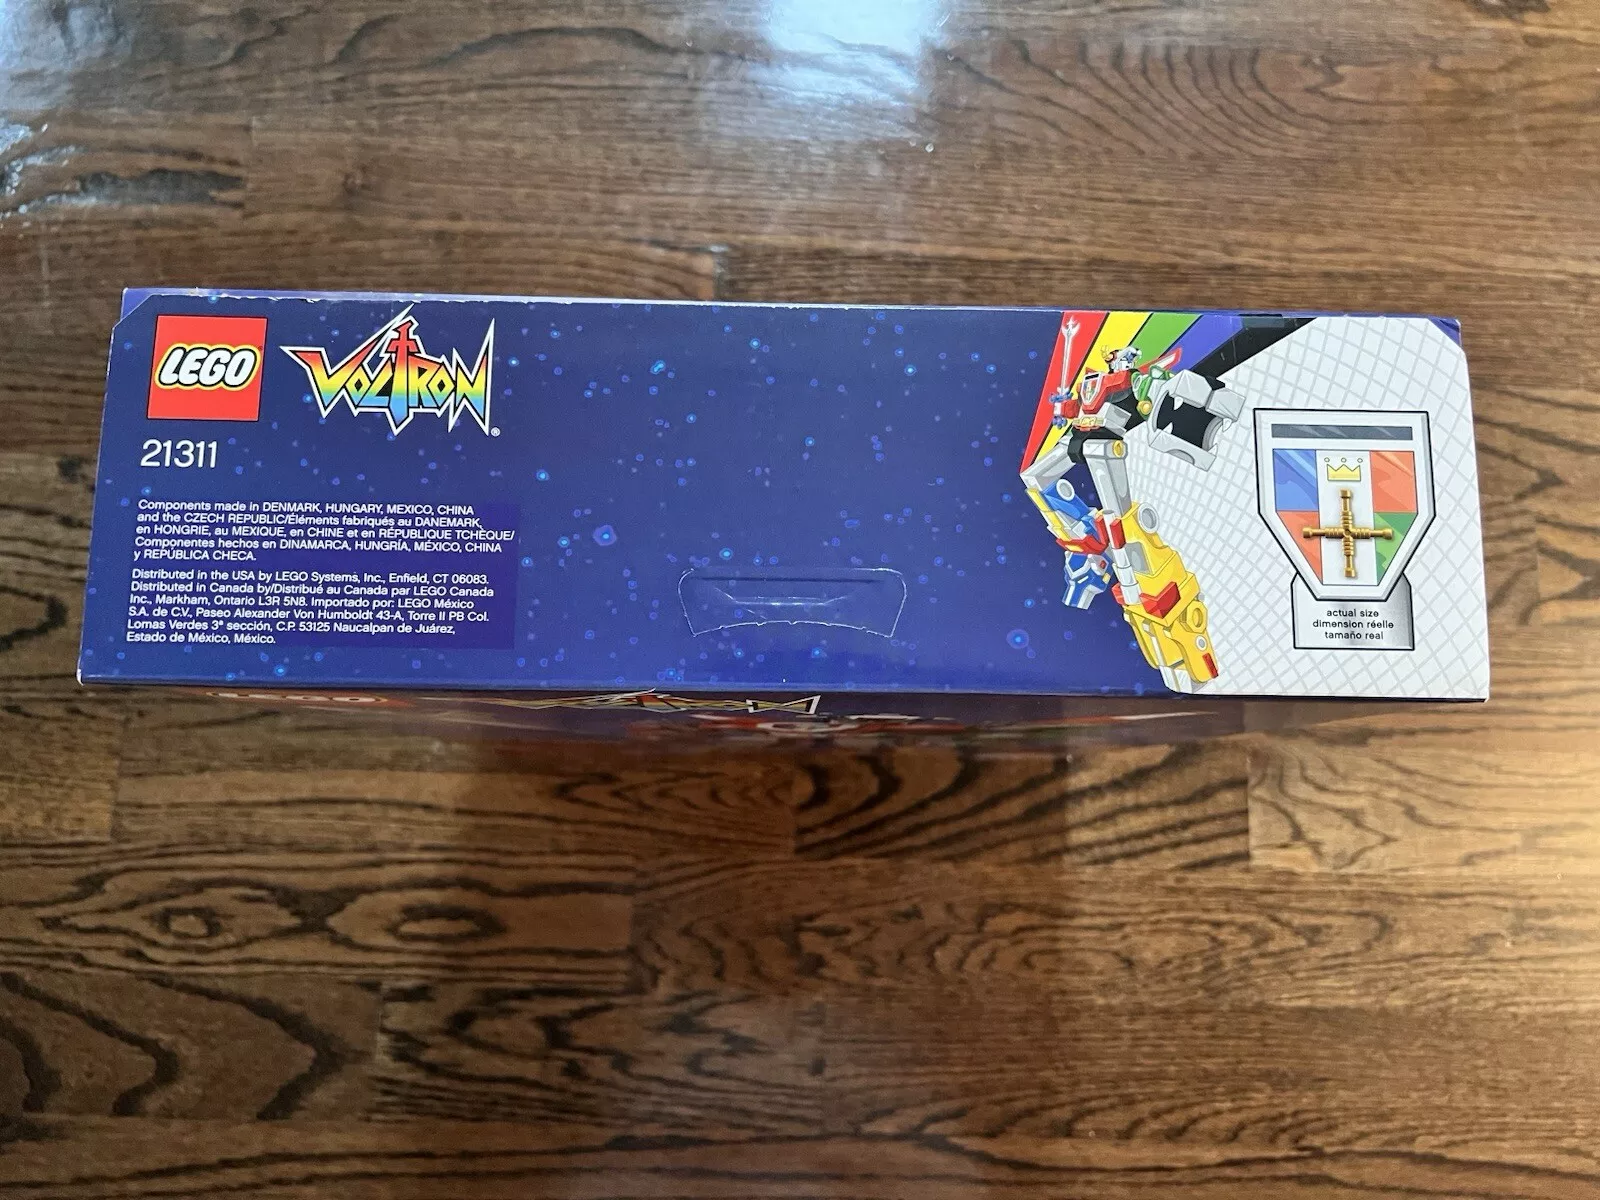 LEGO
VOLTRON®
21311
Components made in DENMARK, HUNGARY, MEXICO, CHINA
and the CZECH REPUBLIC/Éléments fabriqués au DANEMARK,
en HONGRIE, au MEXIQUE, en CHINE et en RÉPUBLIQUE TCHÈQUE/
Componentes hechos en DINAMARCA, HUNGRÍA, MÉXICO, CHINA
y REPÚBLICA CHECA.
Distributed in the USA by LEGO Systems, Inc., Enfield, CT 06083.
Distributed in Canada by/Distribué au Canada par LEGO Canada
Inc., Markham, Ontario L3R 5N8. Importado por: LEGO México
S.A. de C.V., Paseo Alexander Von Humboldt 43-A, Torre II PB Col.
Lomas Verdes 3ª sección, C.P. 53125 Naucalpan de Juárez,
Estado de México, México.
actual size
dimension réelle
tamaño real